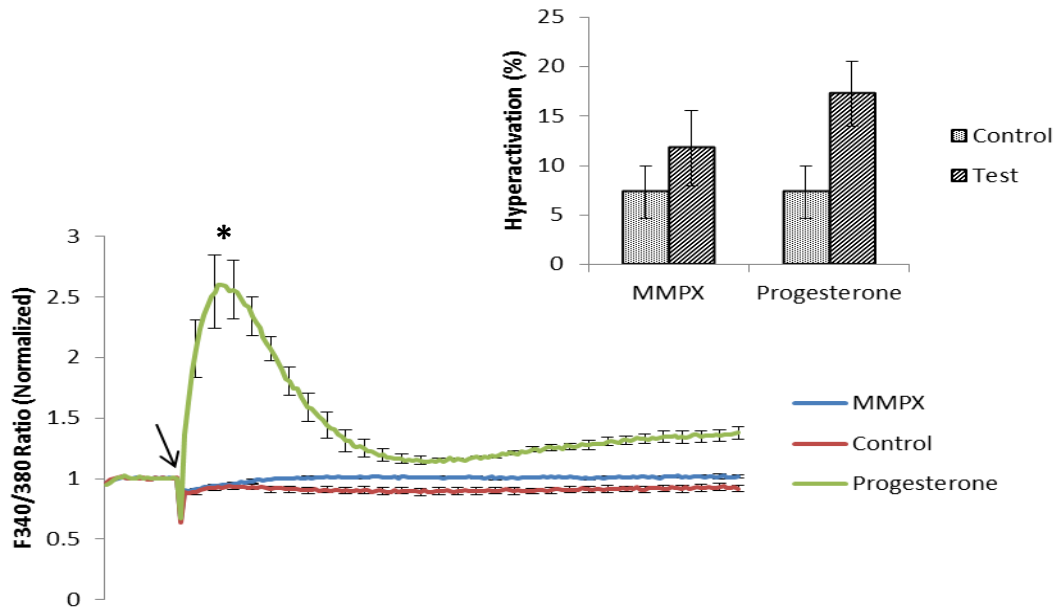 25
20
15
10
5
0
Hyperactivation (%)
MMPX
Progesterone
Control
Test
3
2.5
2
1.5
1
0.5
0
F340/380 Ratio (Normalized)
*
MMPX
Control
Progesterone